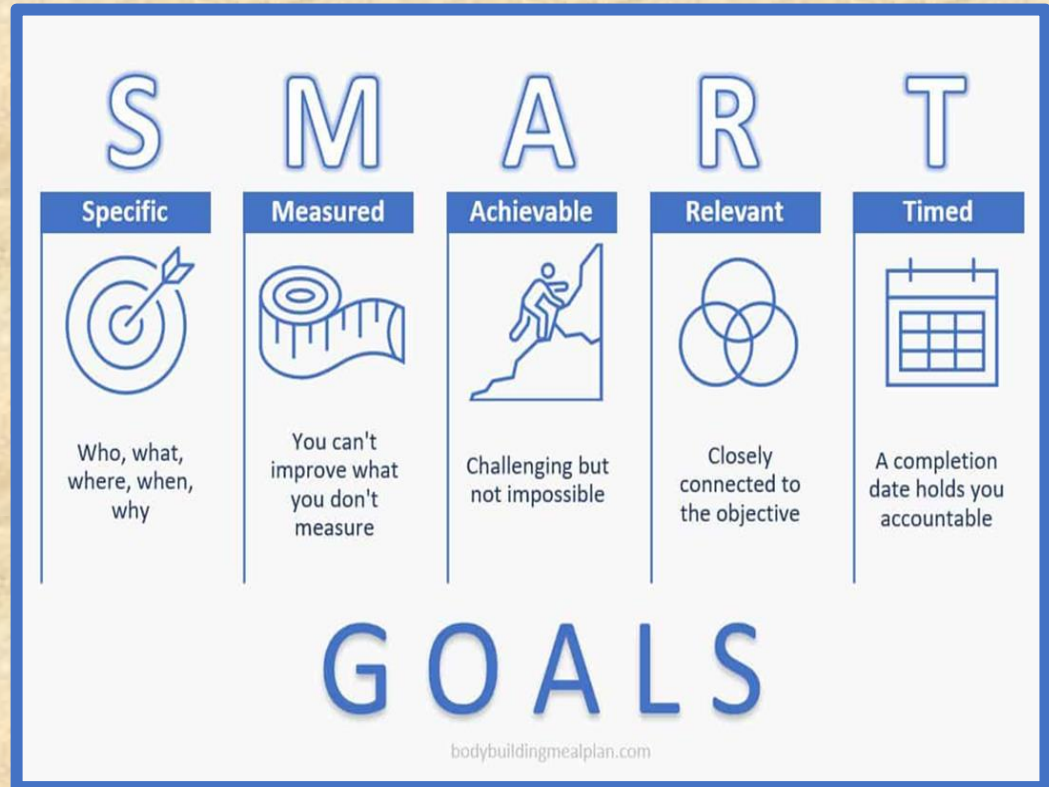 S M A R T
Specific
Who, what,
where, when,
why
Measured
You can't
improve what
you don't
measure
Achievable
Challenging but
not impossible
Relevant
Closely
connected to
the objective
Timed
A completion
date holds you
accountable
GOALS
bodybuildingmealplan.com